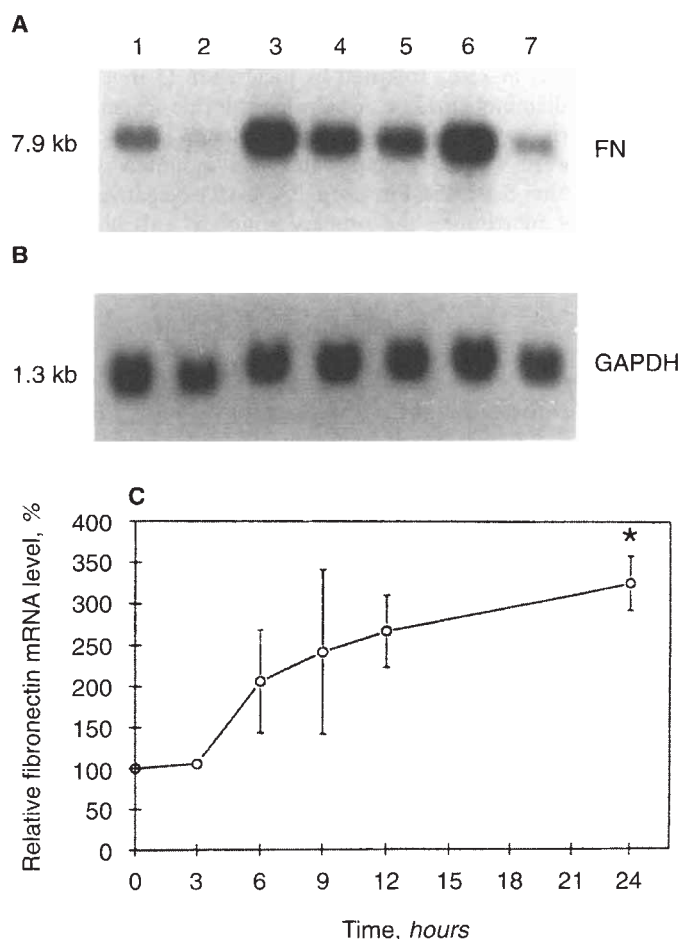 A
1 2 3 4 5 6 7
7.9 kb
FN
B
1.3 kb
GAPDH
C
Relative fibronectin mRNA level, %
400
350
300
250
200
150
100
50
0
*
0 3 6 9 12 15 18 21 24
Time, hours